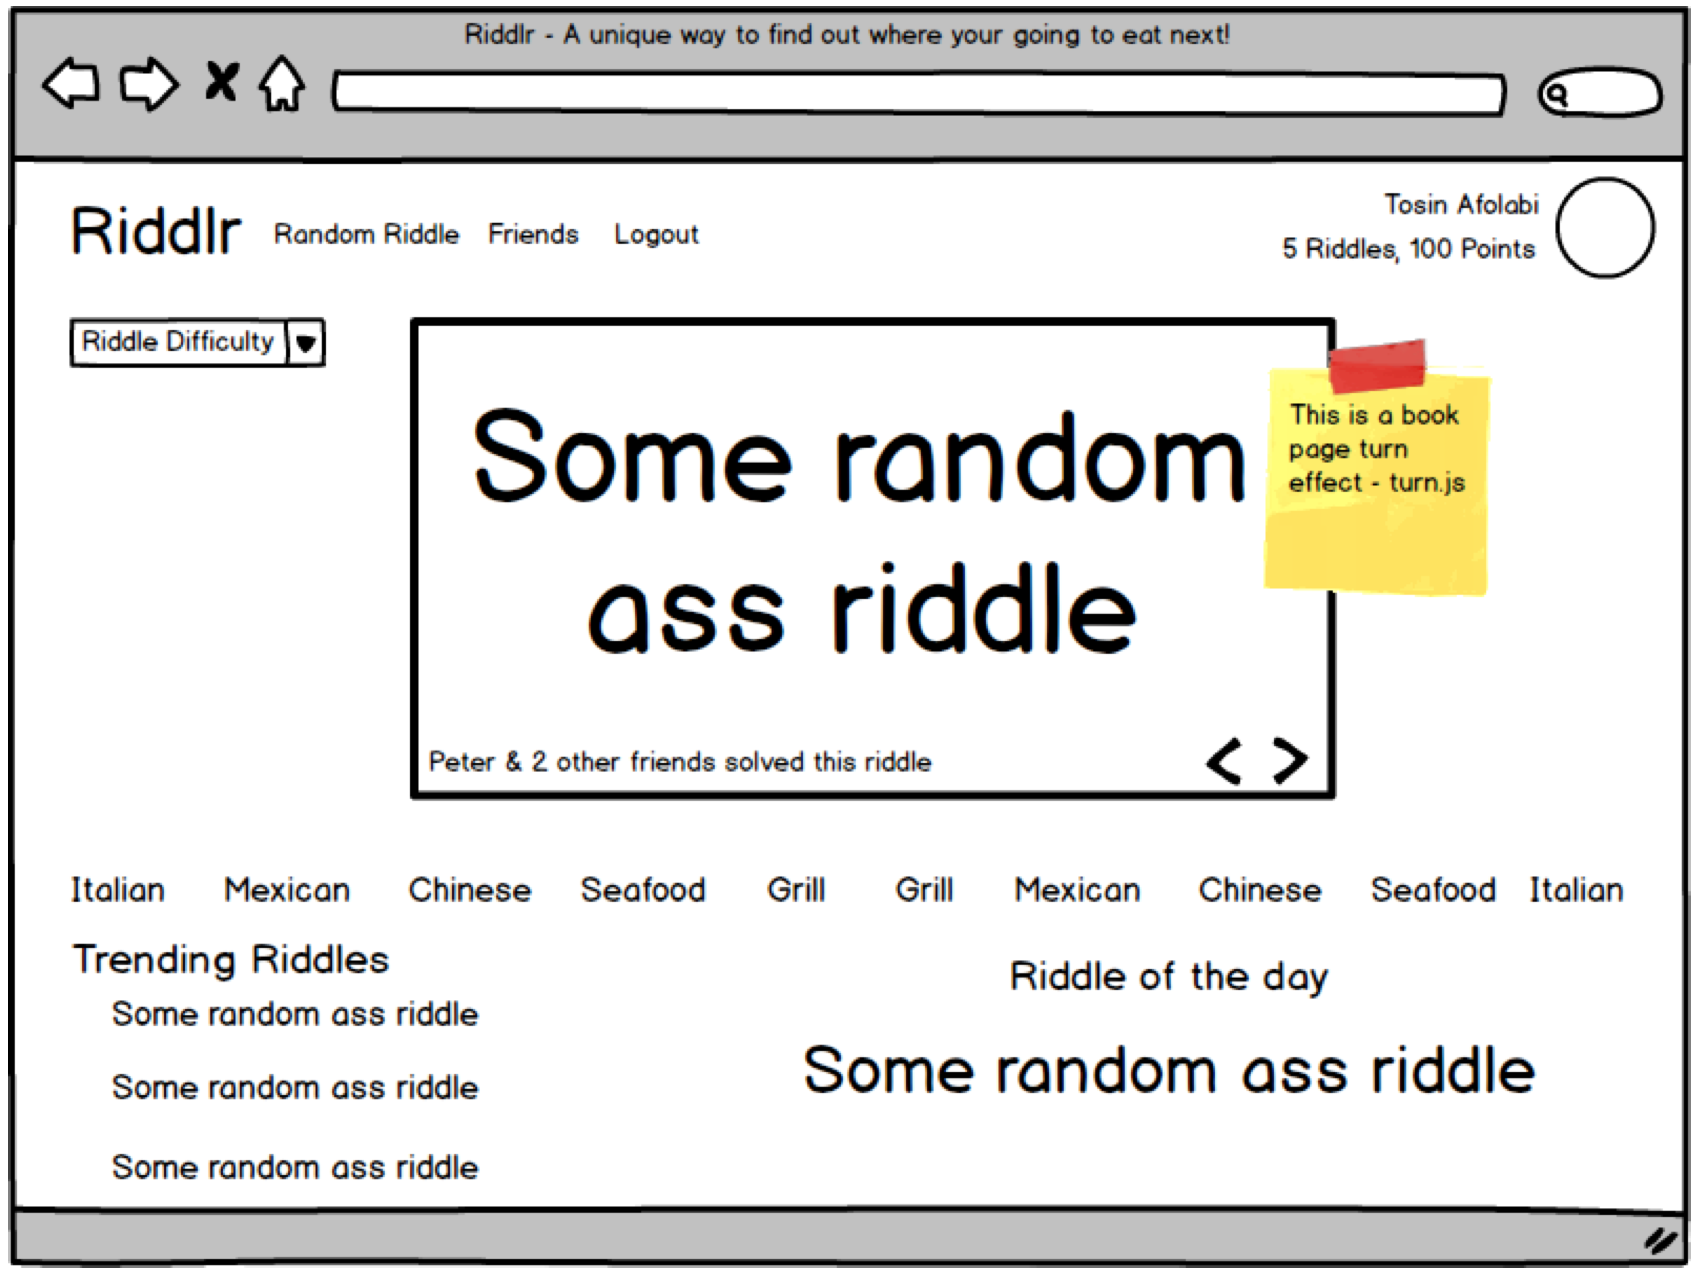 Riddlr - A unique way to find out where your going to eat next!
Riddlr
Random Riddle
Friends
Logout
Tosin Afolabi
5 Riddles, 100 Points
Riddle Difficulty
Some random
ass riddle
This is a book
page turn
effect - turn.js
Peter & 2 other friends solved this riddle
< >
Italian Mexican Chinese Seafood Grill Grill Mexican Chinese Seafood Italian
Trending Riddles
Some random ass riddle
Some random ass riddle
Some random ass riddle
Riddle of the day
Some random ass riddle